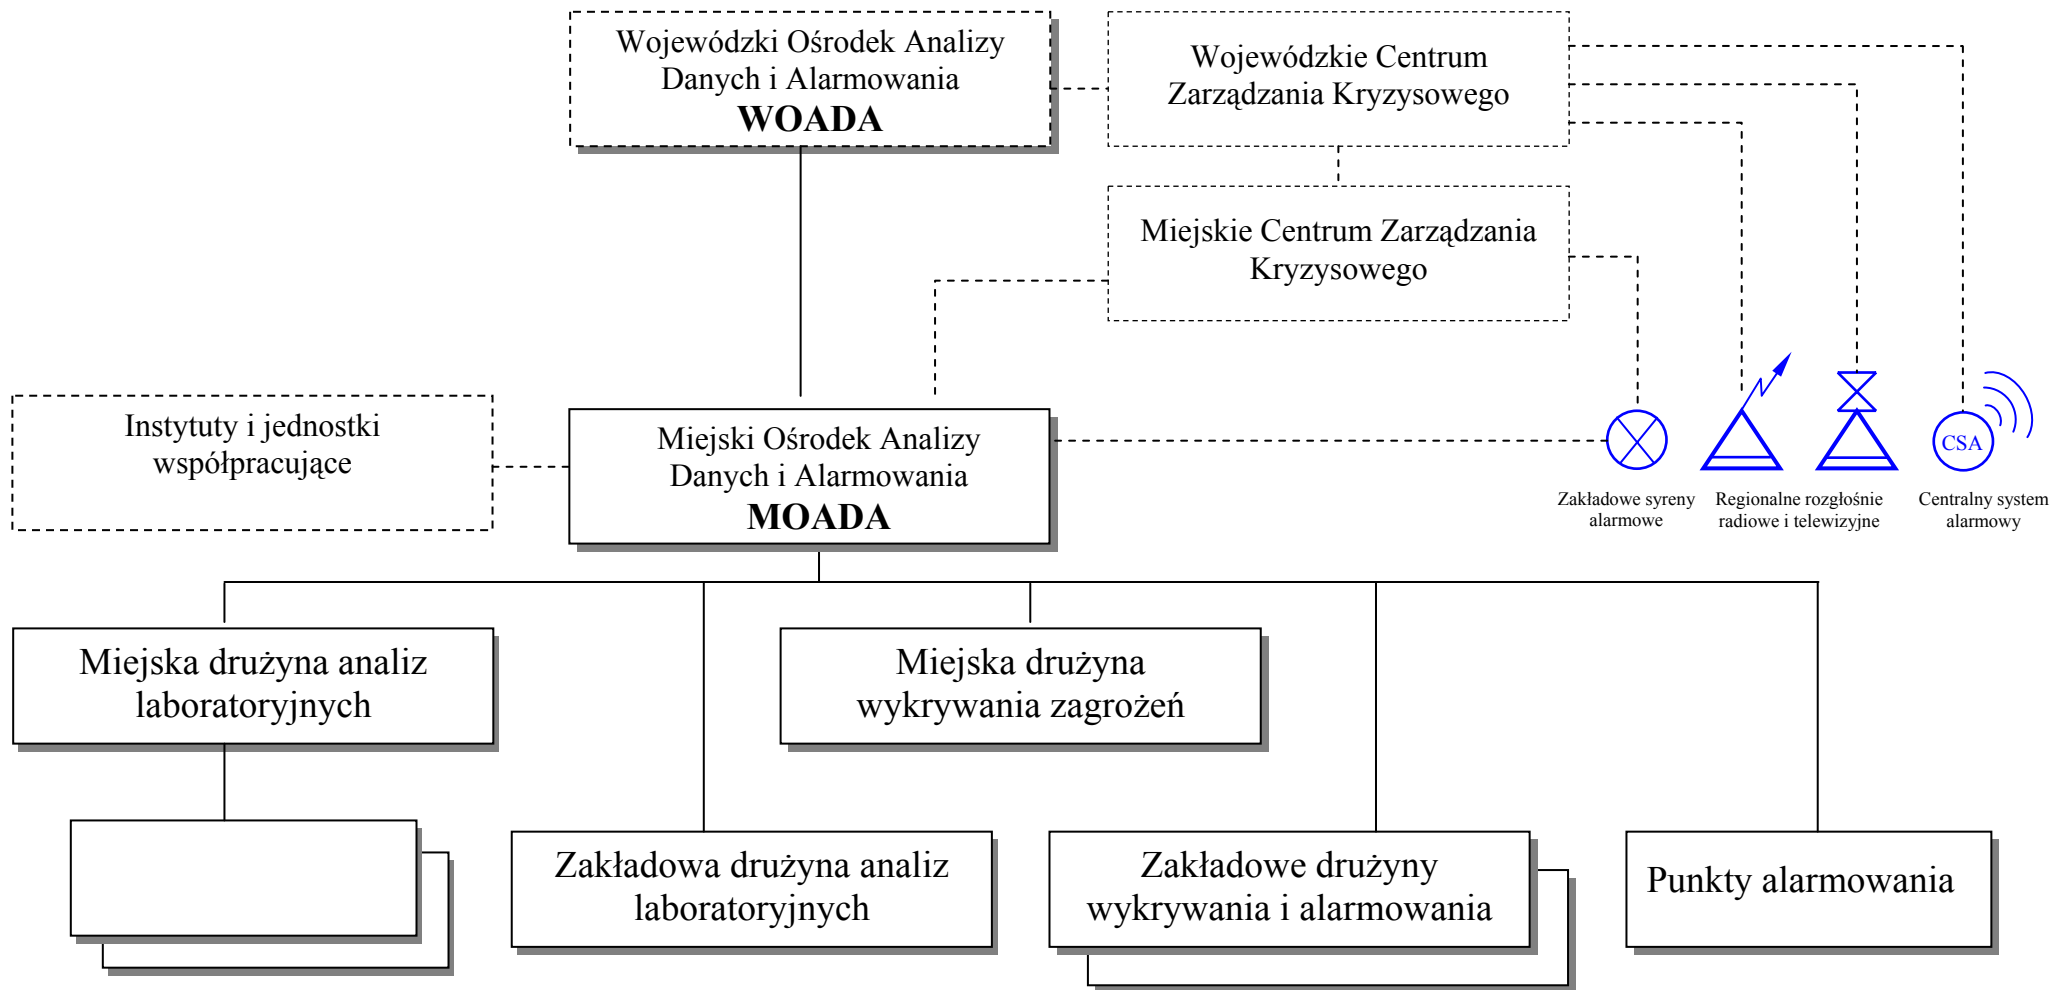 Wojewódzki Ośrodek Analizy
Danych i Alarmowania
WOADA
Wojewódzkie Centrum
Zarządzania Kryzysowego
Miejskie Centrum Zarządzania
Kryzysowego
Instytuty i jednostki
współpracujące
Miejski Ośrodek Analizy
Danych i Alarmowania
MOADA
CSA
Zakładowe syreny
alarmowe
Regionalne rozgłośnie
radiowe i telewizyjne
Centralny system
alarmowy
Miejska drużyna analiz
laboratoryjnych
Miejska drużyna
wykrywania zagrożeń
Zakładowa drużyna analiz
laboratoryjnych
Zakładowe drużyny
wykrywania i alarmowania
Punkty alarmowania